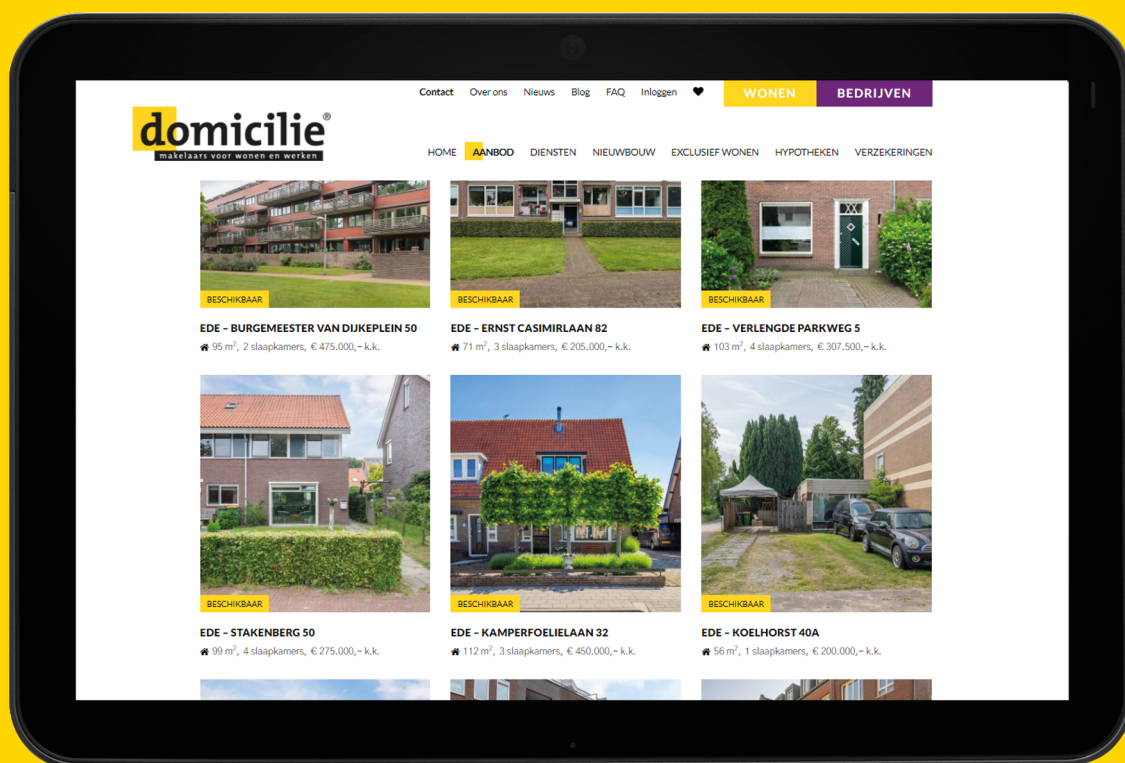 Contact Over ons Nieuws Blog FAQ Inloggen WONEN BEDRIJVEN
domicilie®
makelaars voor wonen en werken
HOME AANBOD DIENSTEN NIEUWBOUW EXCLUSIEF WONEN HYPOTHEKEN VERZEKERINGEN
BESCHIKBAAR BESCHIKBAAR BESCHIKBAAR
EDE – BURGEMEESTER VAN DIJKEPLEIN 50
95 m², 2 slaapkamers, € 475.000,– k.k.
EDE – ERNST CASIMIRLAAN 82
71 m², 3 slaapkamers, € 205.000,– k.k.
EDE – VERLENGDE PARKWEG 5
103 m², 4 slaapkamers, € 307.500,– k.k.
BESCHIKBAAR BESCHIKBAAR BESCHIKBAAR
EDE – STAKENBERG 50
99 m², 4 slaapkamers, € 275.000,– k.k.
EDE – KAMPERFOELIELAAN 32
112 m², 3 slaapkamers, € 450.000,– k.k.
EDE – KOELHORST 40A
56 m², 1 slaapkamers, € 200.000,– k.k.